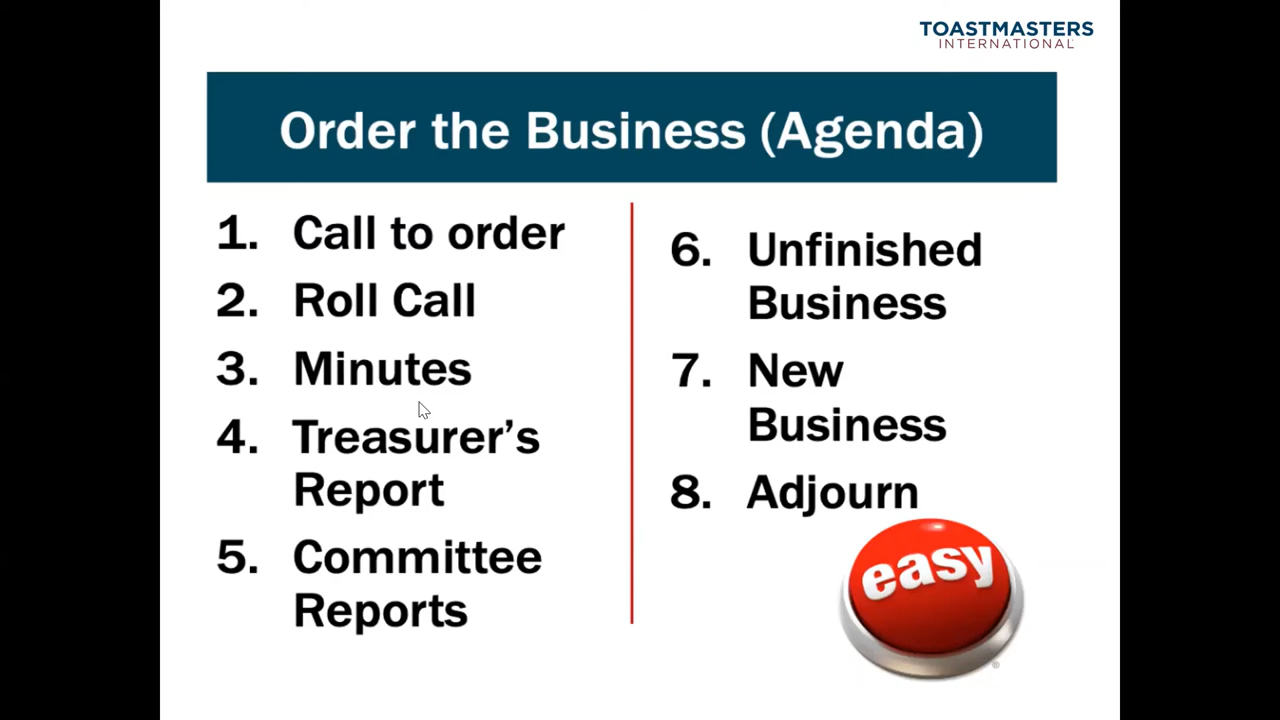 TOASTMASTERS
INTERNATIONAL
Order the Business (Agenda)
1. Call to order
2. Roll Call
3. Minutes
4. Treasurer’s
Report
5. Committee
Reports
6. Unfinished
Business
7. New
Business
8. Adjourn
easy
®